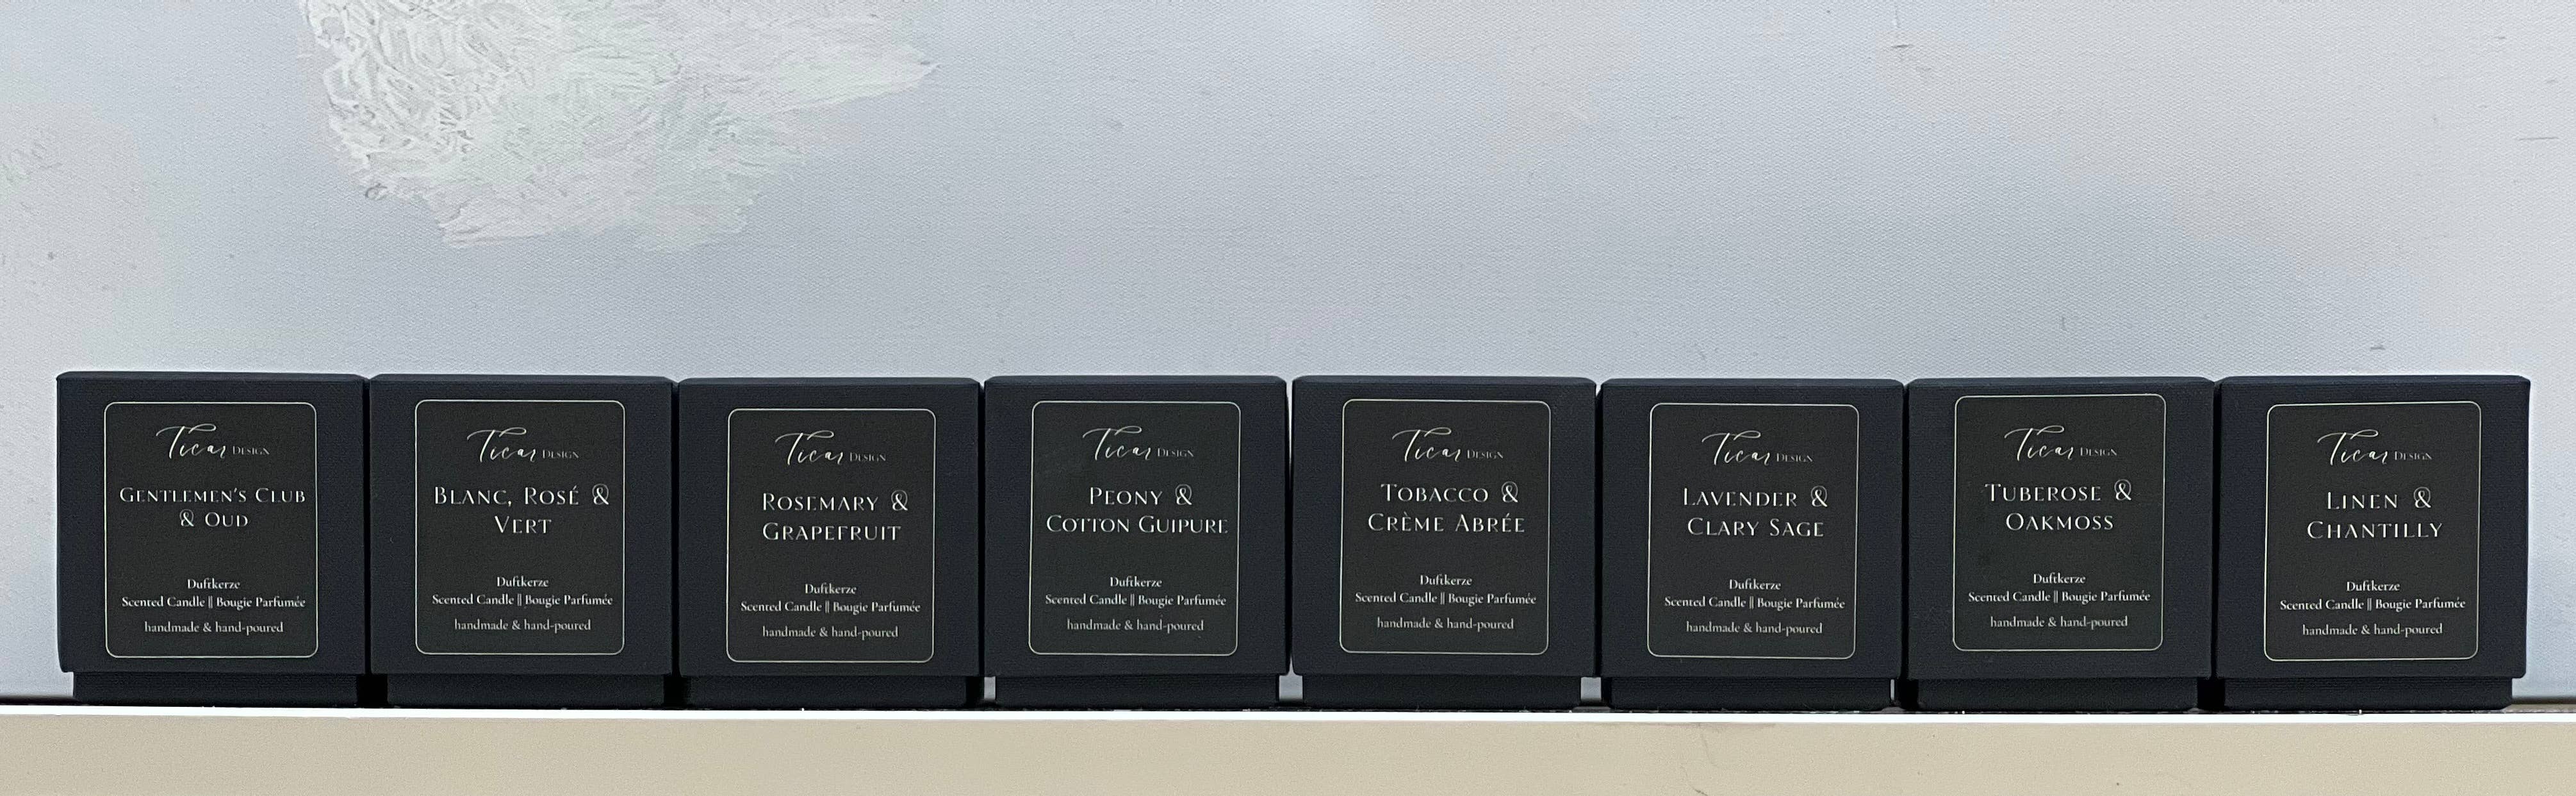 Ticar DESIGN
GENTLEMEN'S CLUB
& OUD
Duftkerze
Scented Candle || Bougie Parfumée
handmade & hand-poured
Ticar DESIGN
BLANC, ROSÉ &
VERT
Duftkerze
Scented Candle || Bougie Parfumée
handmade & hand-poured
Ticar DESIGN
ROSEMARY &
GRAPEFRUIT
Duftkerze
Scented Candle || Bougie Parfumée
handmade & hand-poured
Ticar DESIGN
PEONY &
COTTON GUIPURE
Duftkerze
Scented Candle || Bougie Parfumée
handmade & hand-poured
Ticar DESIGN
TOBACCO &
CRÈME ABRÉE
Duftkerze
Scented Candle || Bougie Parfumée
handmade & hand-poured
Ticar DESIGN
LAVENDER &
CLARY SAGE
Duftkerze
Scented Candle || Bougie Parfumée
handmade & hand-poured
Ticar DESIGN
TUBEROSE &
OAKMOSS
Duftkerze
Scented Candle || Bougie Parfumée
handmade & hand-poured
Ticar DESIGN
LINEN &
CHANTILLY
Duftkerze
Scented Candle || Bougie Parfumée
handmade & hand-poured